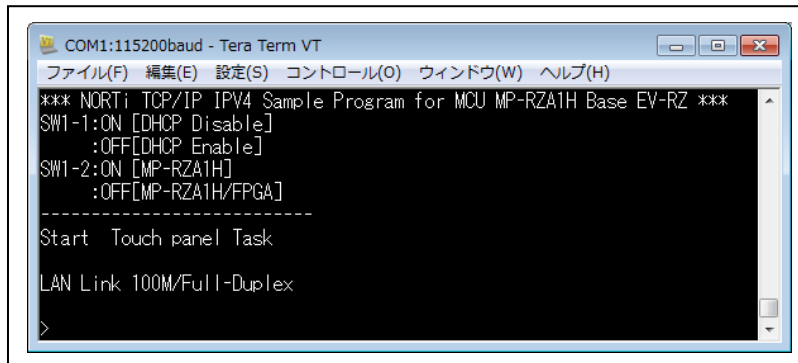 COM1:115200baud - Tera Term VT
ファイル(F) 編集(E) 設定(S) コントロール(O) ウィンドウ(W) ヘルプ(H)
*** NORTi TCP/IP IPV4 Sample Program for MCU MP-RZA1H Base EV-RZ ***
SW1-1:ON [DHCP Disable]
     :OFF[DHCP Enable]
SW1-2:ON [MP-RZA1H]
     :OFF[MP-RZA1H/FPGA]
---------------------------
Start  Touch panel Task
LAN Link 100M/Full-Duplex
>